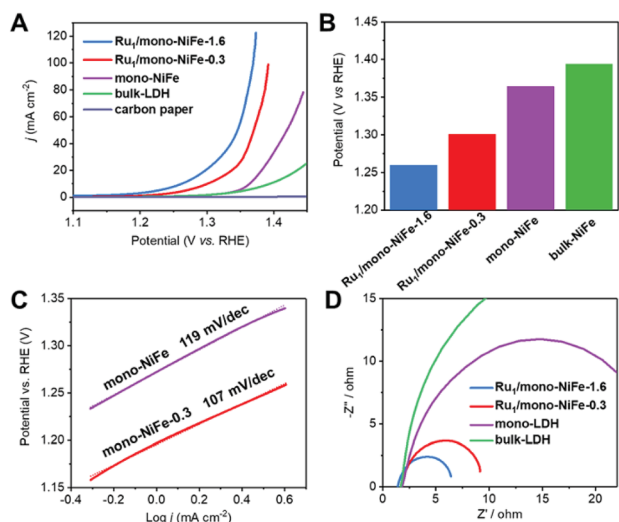 A
Ru₁/mono-NiFe-1.6
Ru₁/mono-NiFe-0.3
mono-NiFe
bulk-LDH
carbon paper
j (mA cm⁻²)
120
100
80
60
40
20
0
1.1
1.2
1.3
1.4
Potential (V vs. RHE)
B
Potential (V vs RHE)
1.45
1.40
1.35
1.30
1.25
1.20
Ru₁/mono-NiFe-1.6
Ru₁/mono-NiFe-0.3
mono-NiFe
bulk-NiFe
C
Potential vs. RHE (V)
1.35
1.30
1.25
1.20
1.15
mono-NiFe 119 mV/dec
mono-NiFe-0.3 107 mV/dec
-0.4
-0.2
0.0
0.2
0.4
0.6
Log j (mA cm⁻²)
D
-Z'' / ohm
15
10
5
0
Ru₁/mono-NiFe-1.6
Ru₁/mono-NiFe-0.3
mono-LDH
bulk-LDH
0
5
10
15
20
Z' / ohm